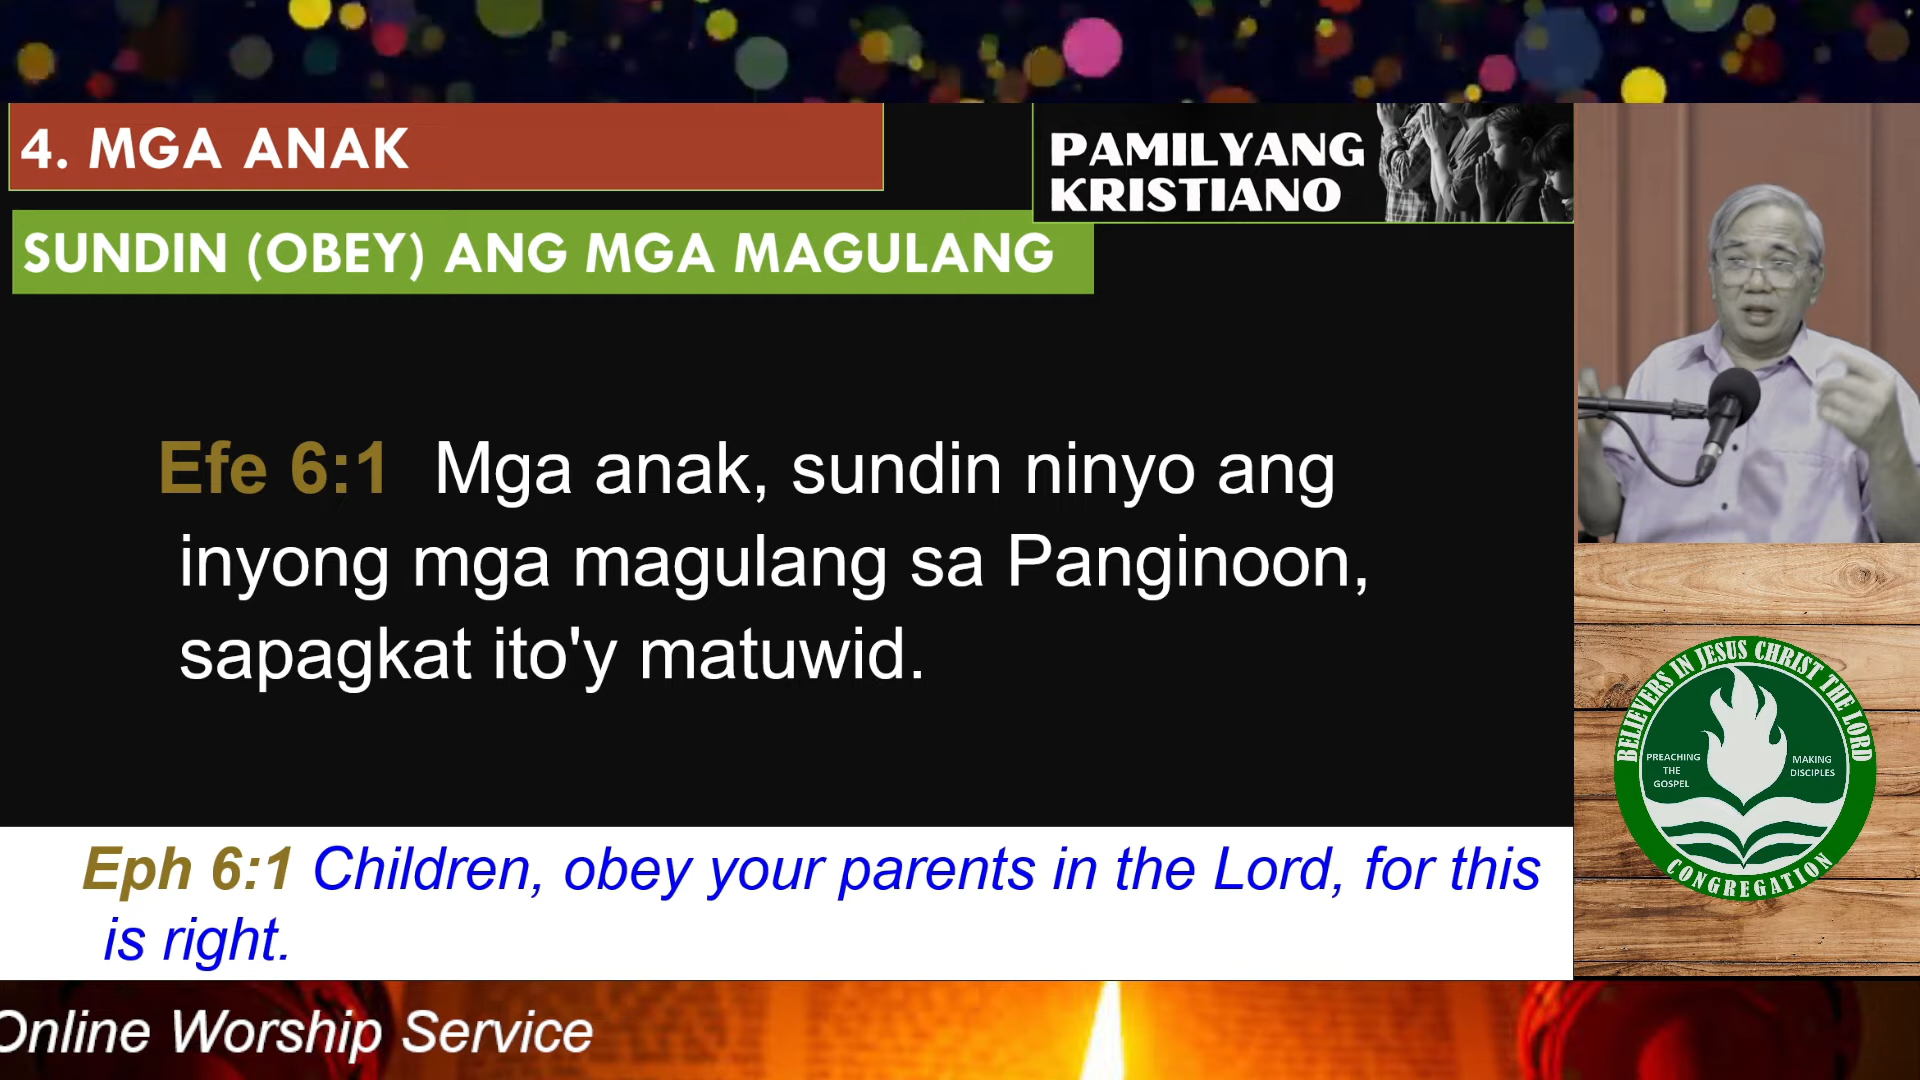 4. MGA ANAK
PAMILYANG
KRISTIANO
SUNDIN (OBEY) ANG MGA MAGULANG
Efe 6:1 Mga anak, sundin ninyo ang
inyong mga magulang sa Panginoon,
sapagkat ito'y matuwid.
BELIEVERS IN JESUS CHRIST THE LORD
PREACHING
THE
GOSPEL
MAKING
DISCIPLES
CONGREGATION
Eph 6:1 Children, obey your parents in the Lord, for this
is right.
Online Worship Service